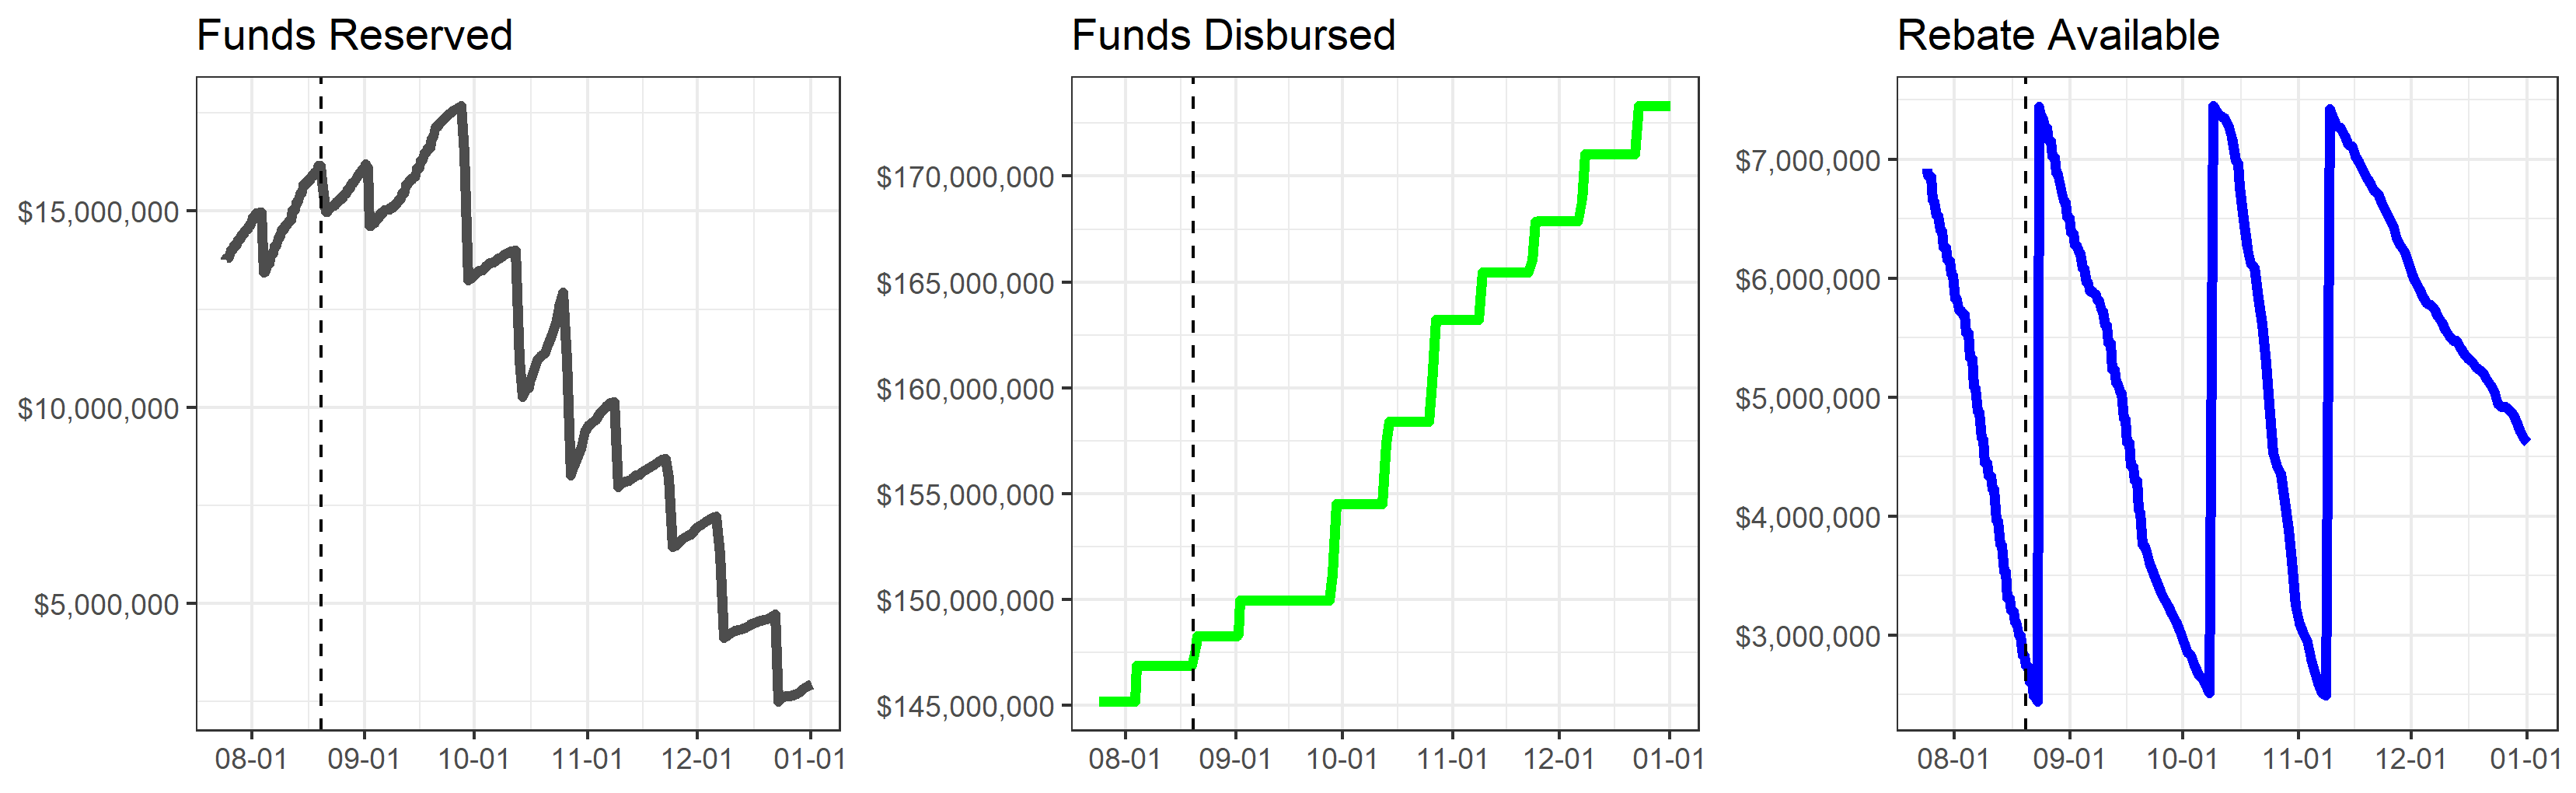 Funds Reserved
$15,000,000
$10,000,000
$5,000,000
08-01 09-01 10-01 11-01 12-01 01-01
Funds Disbursed
$170,000,000
$165,000,000
$160,000,000
$155,000,000
$150,000,000
$145,000,000
08-01 09-01 10-01 11-01 12-01 01-01
Rebate Available
$7,000,000
$6,000,000
$5,000,000
$4,000,000
$3,000,000
08-01 09-01 10-01 11-01 12-01 01-01